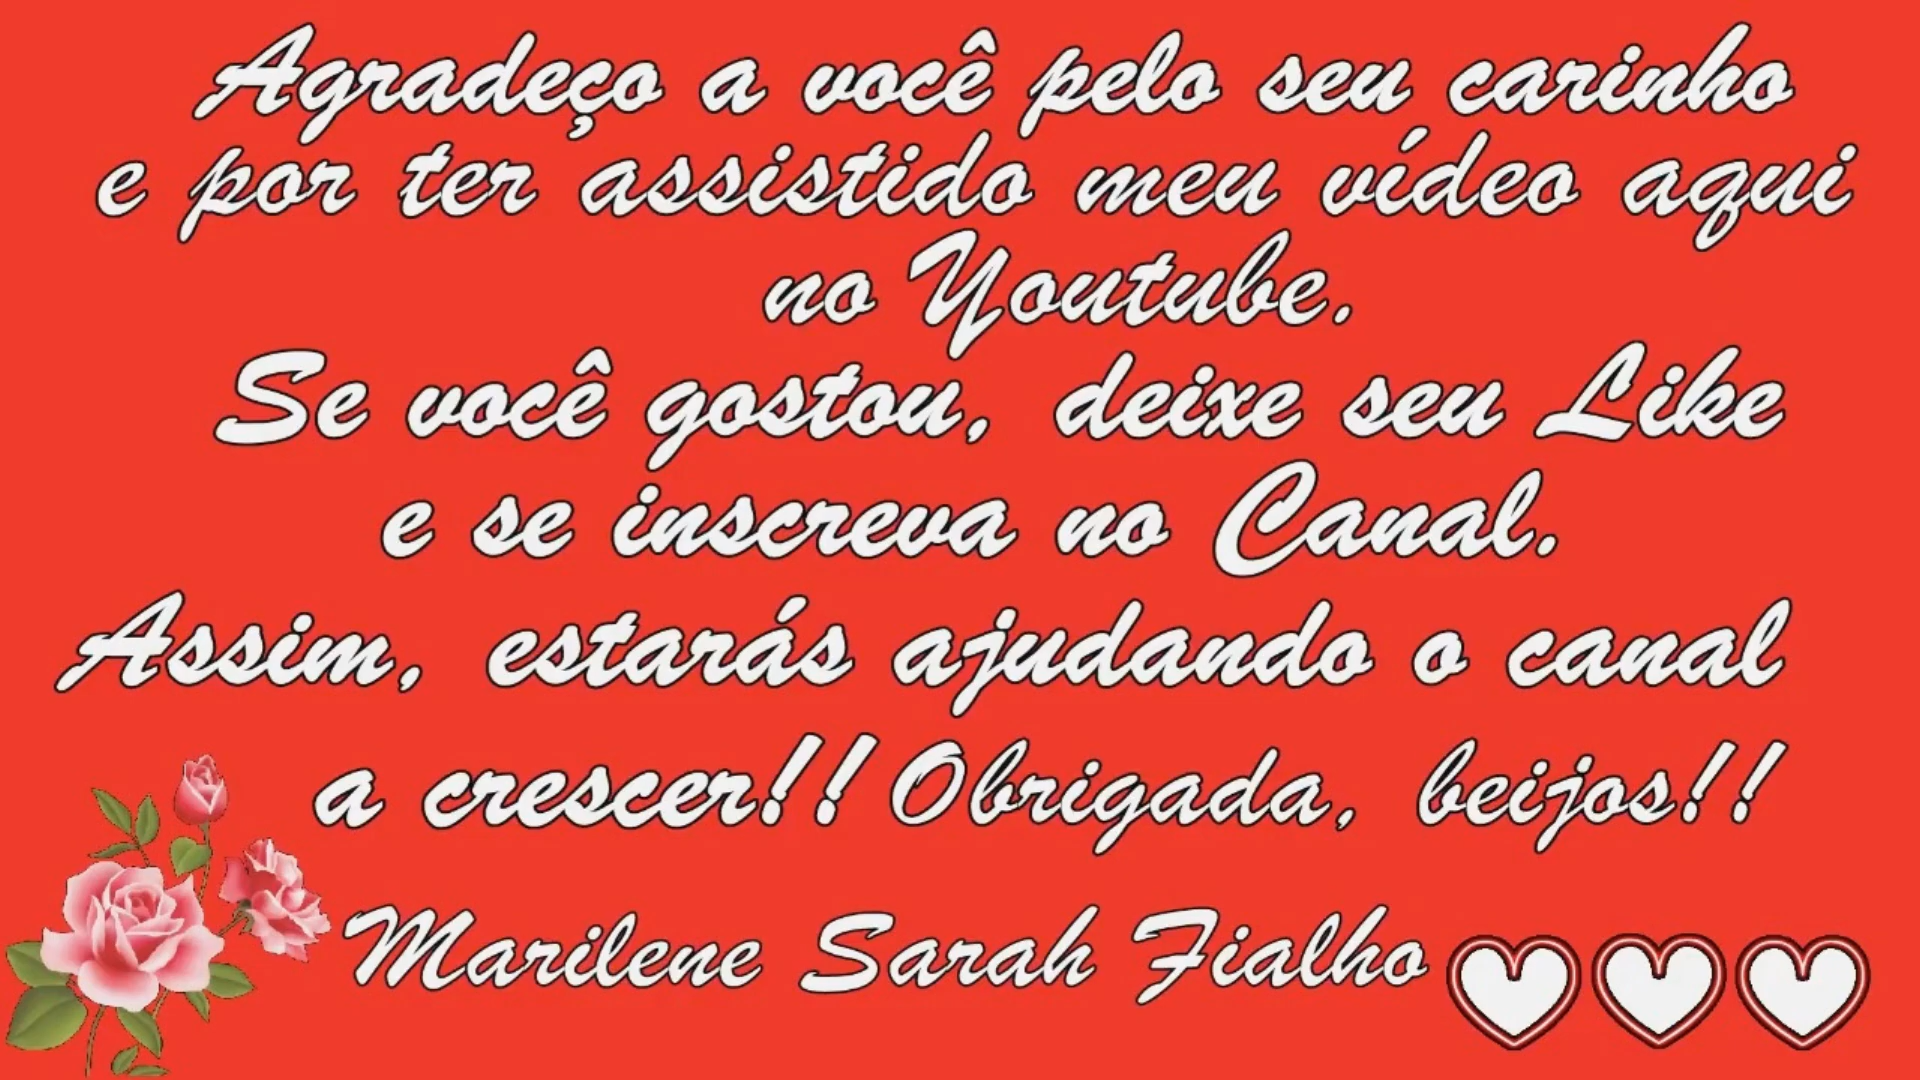 Agradeço a você pelo seu carinho
e por ter assistido meu vídeo aqui
no Youtube.
Se você gostou, deixe seu Like
e se inscreva no Canal.
Assim, estarás ajudando o canal
a crescer!! Obrigada, beijos!!
Marilene Sarah Fialho